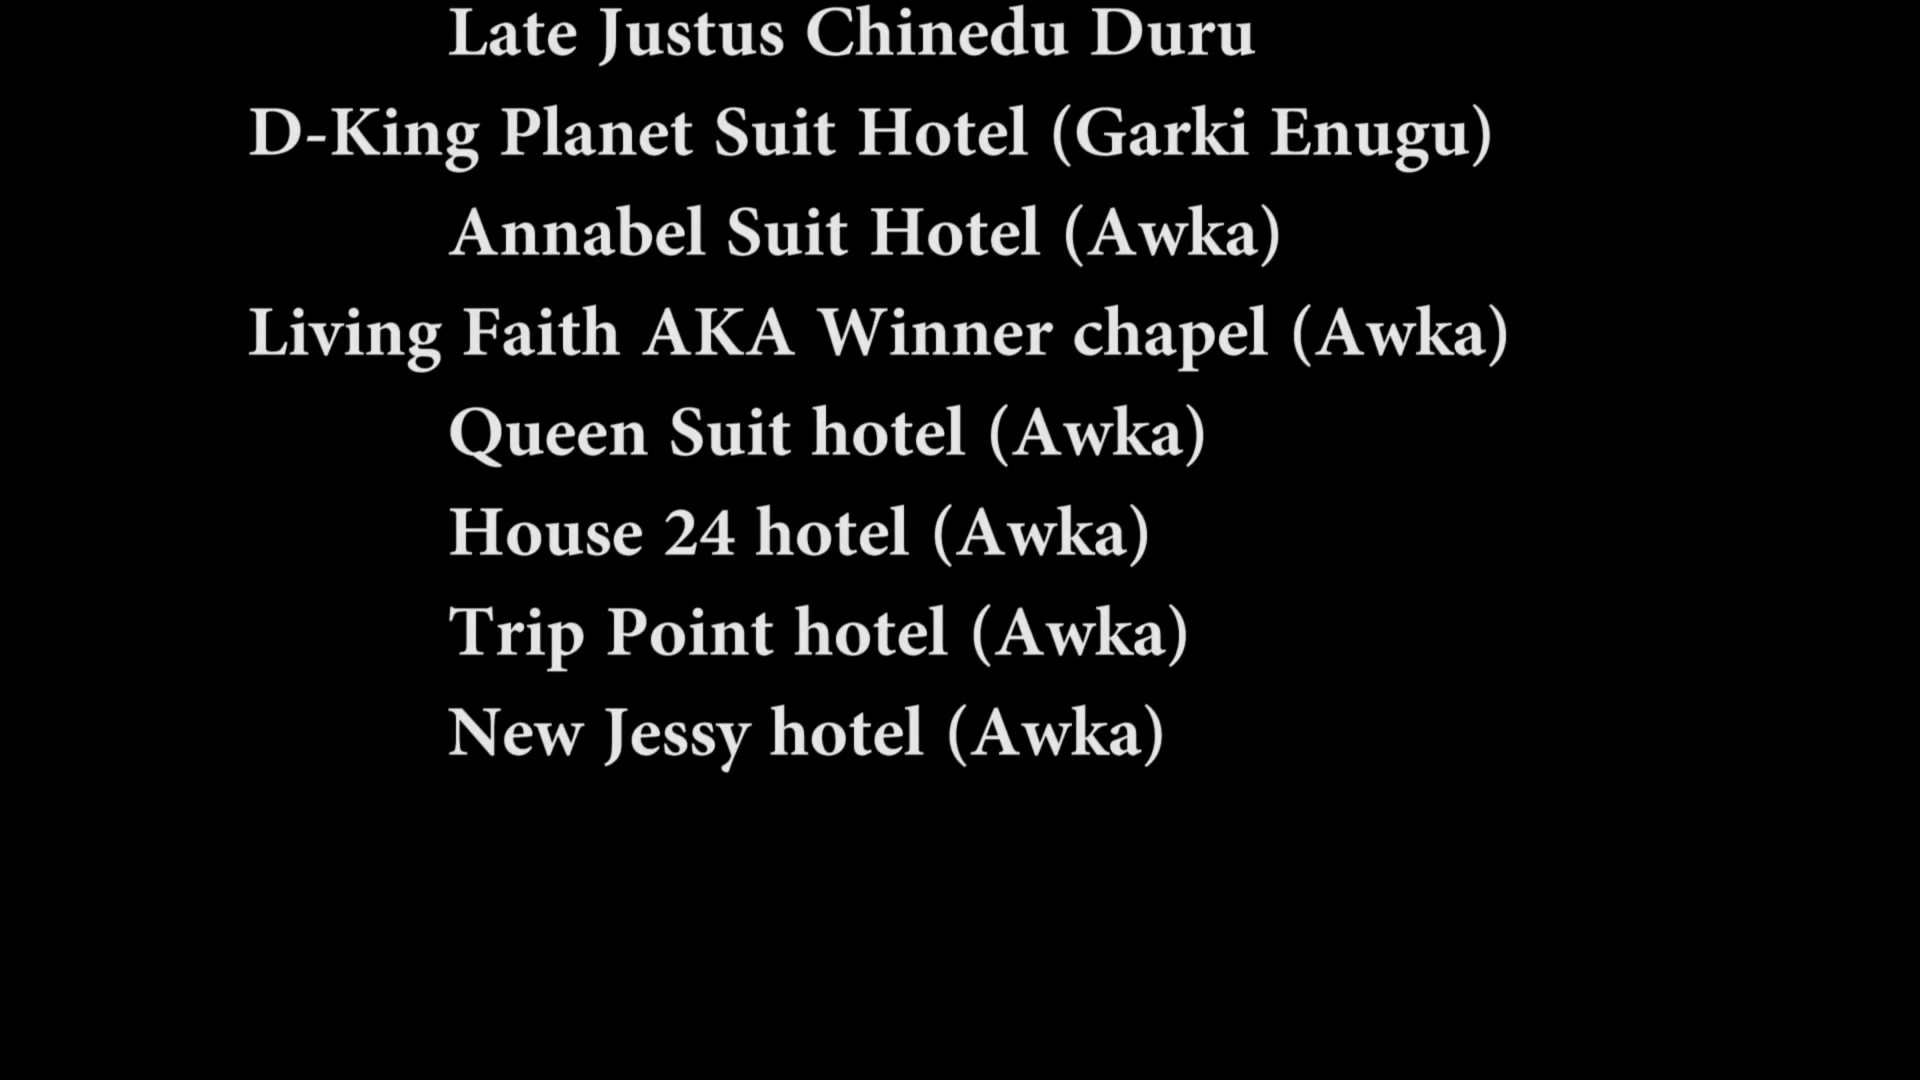 Late Justus Chinedu Duru
D-King Planet Suit Hotel (Garki Enugu)
Annabel Suit Hotel (Awka)
Living Faith AKA Winner chapel (Awka)
Queen Suit hotel (Awka)
House 24 hotel (Awka)
Trip Point hotel (Awka)
New Jessy hotel (Awka)